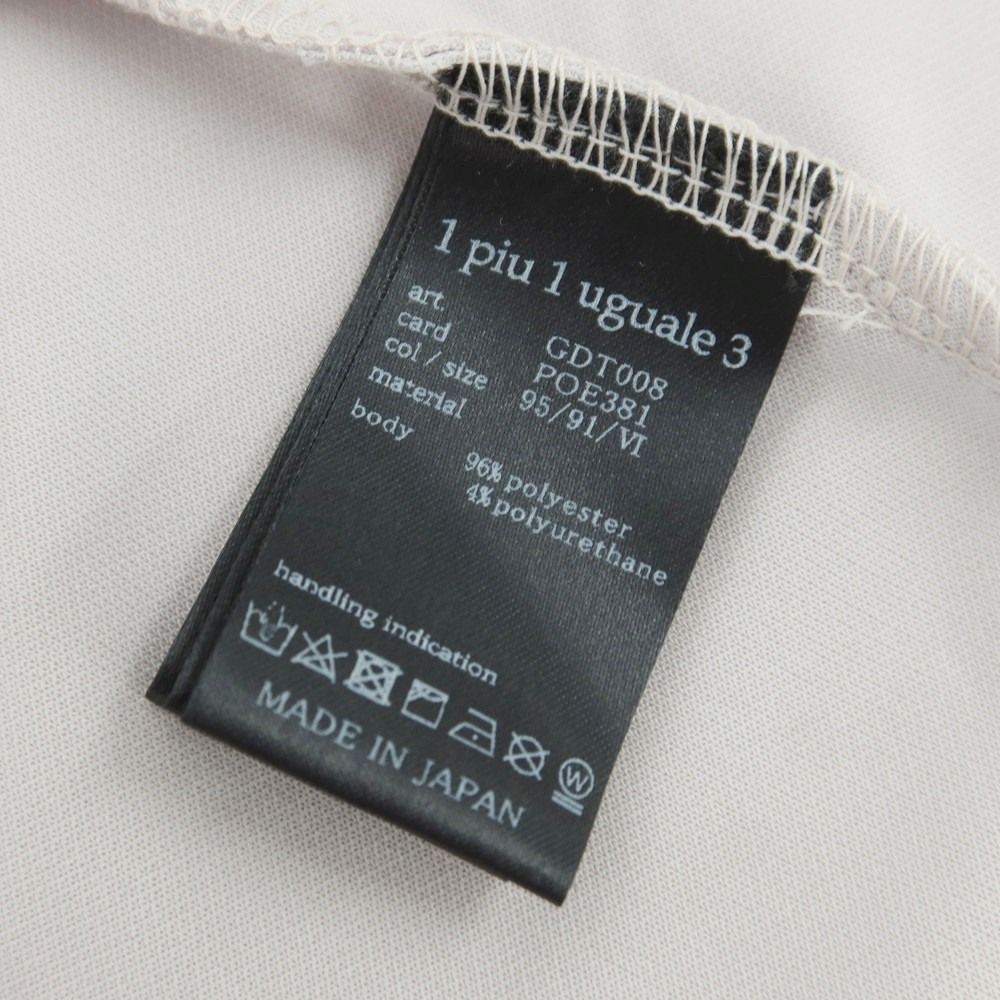 1 piu 1 uguale 3
art. GDT008
card POE381
col / size 95/91/VI
material
body
96% polyester
4% polyurethane
handling indication
W
MADE IN JAPAN